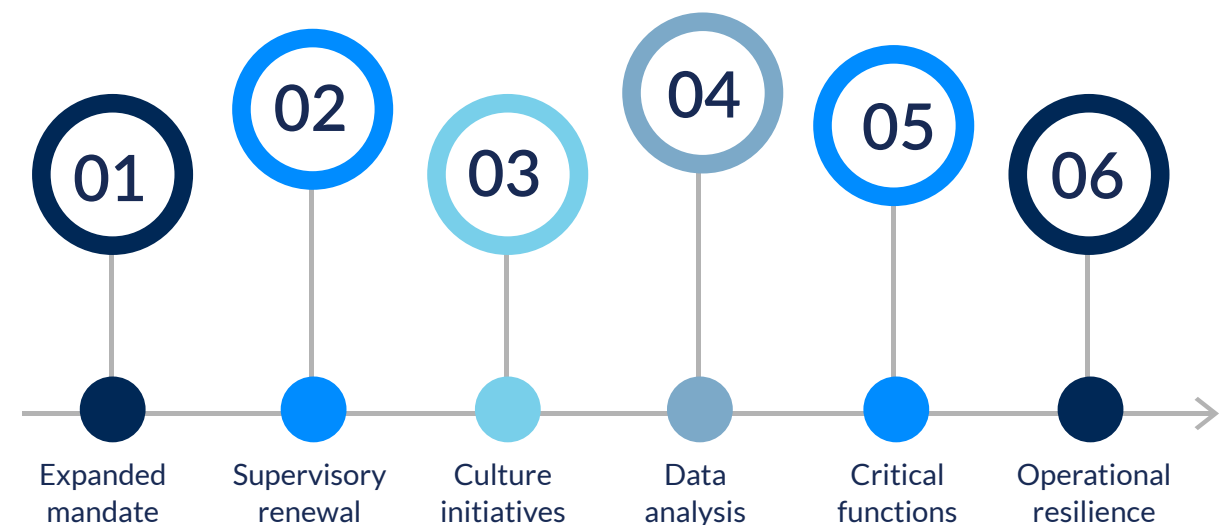 01
02
03
04
05
06
Expanded
mandate
Supervisory
renewal
Culture
initiatives
Data
analysis
Critical
functions
Operational
resilience